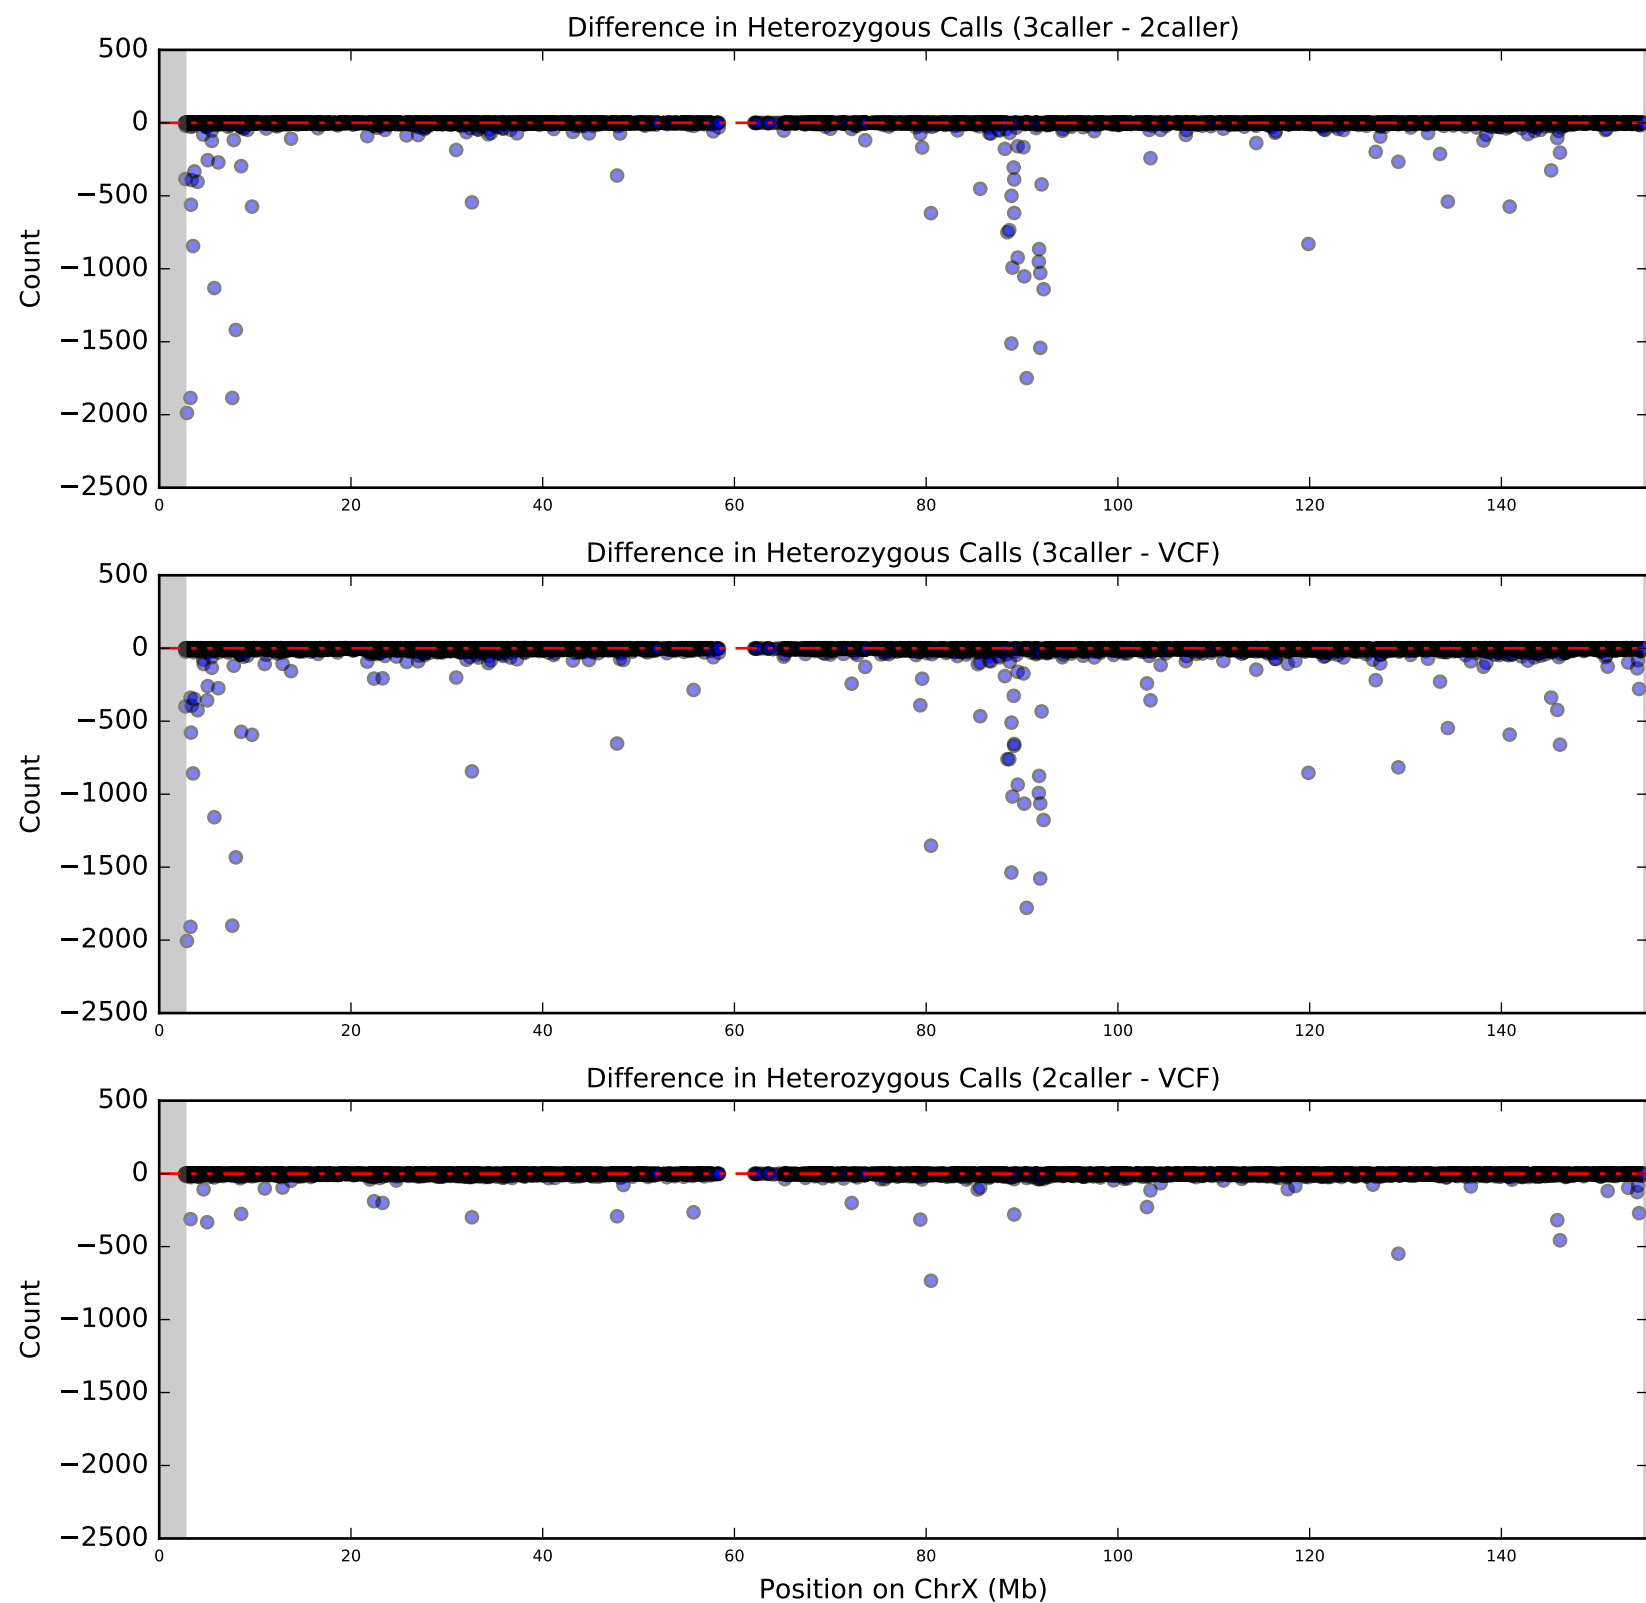 Difference in Heterozygous Calls (3caller - 2caller)
500
0
−500
−1000
−1500
−2000
−2500
Count
0 20 40 60 80 100 120 140
Difference in Heterozygous Calls (3caller - VCF)
500
0
−500
−1000
−1500
−2000
−2500
Count
0 20 40 60 80 100 120 140
Difference in Heterozygous Calls (2caller - VCF)
500
0
−500
−1000
−1500
−2000
−2500
Count
0 20 40 60 80 100 120 140
Position on ChrX (Mb)